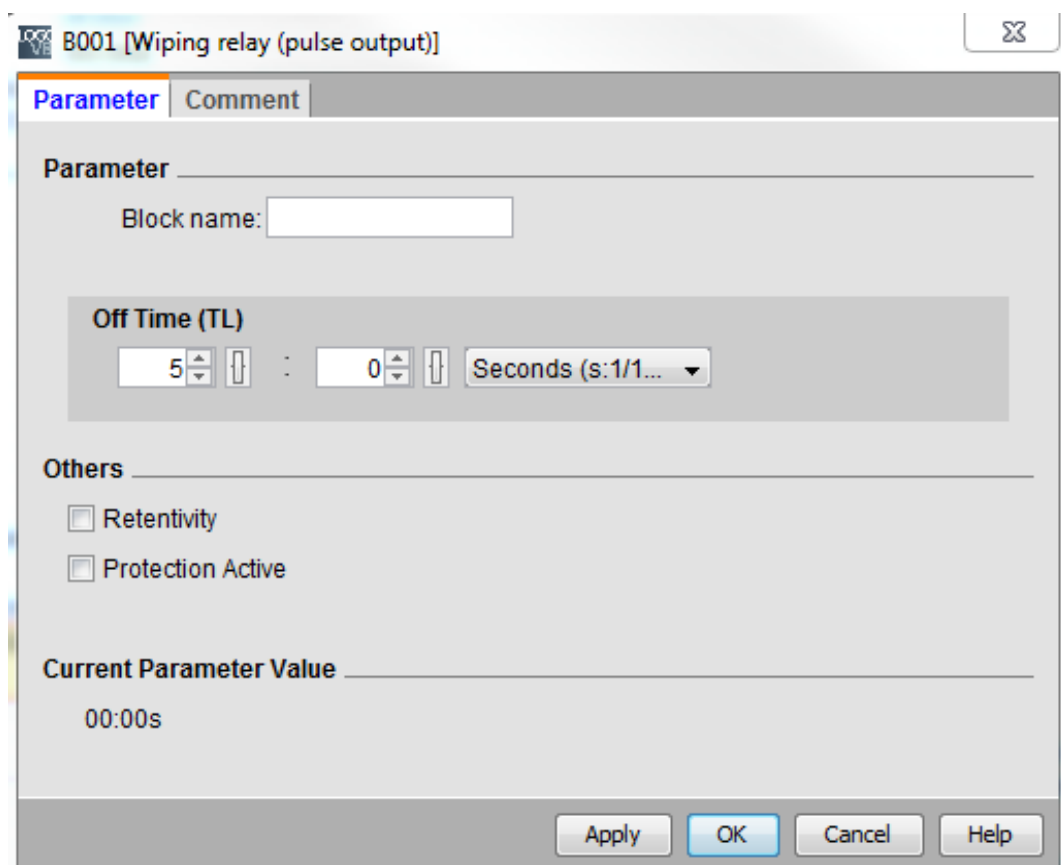 B001 [Wiping relay (pulse output)]
Parameter Comment
Parameter
Block name:
Off Time (TL)
5 : 0 Seconds (s:1/1...
Others
Retentivity
Protection Active
Current Parameter Value
00:00s
Apply OK Cancel Help